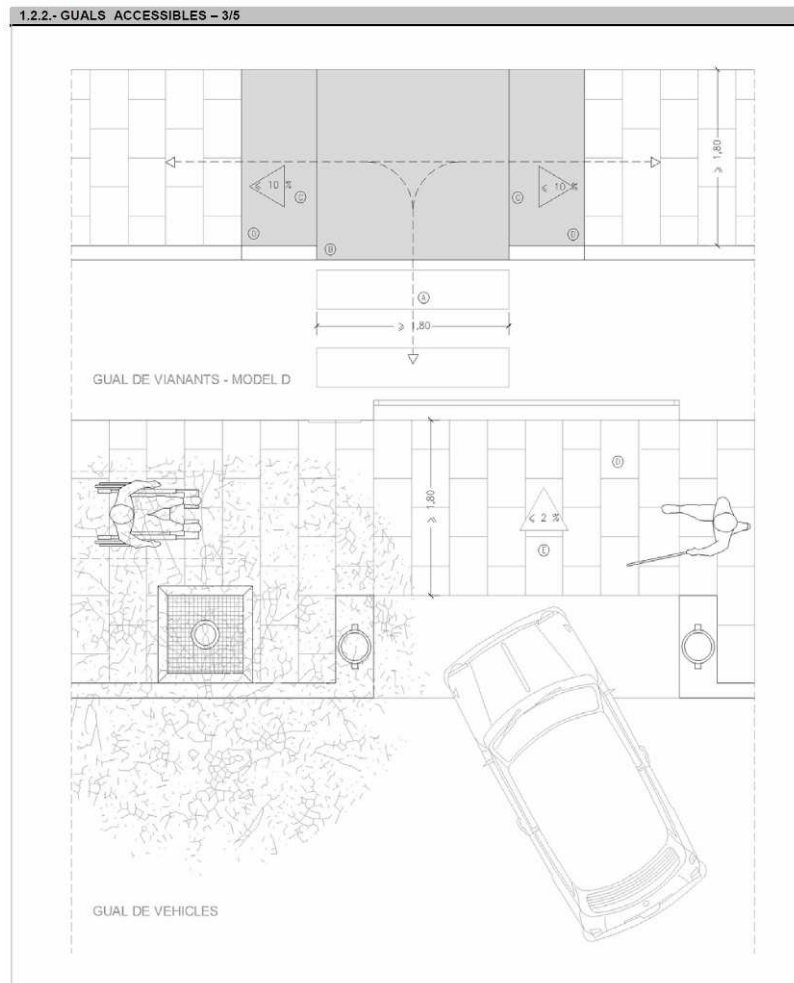 1.2.2.- GUALS ACCESSIBLES – 3/5
≥ 1,80
≤ 10 %
≤ 10 %
C
C
D
D
B
A
≥ 1,80
GUAL DE VIANANTS - MODEL D
D
≥ 1,80
≤ 2 %
E
GUAL DE VEHICLES